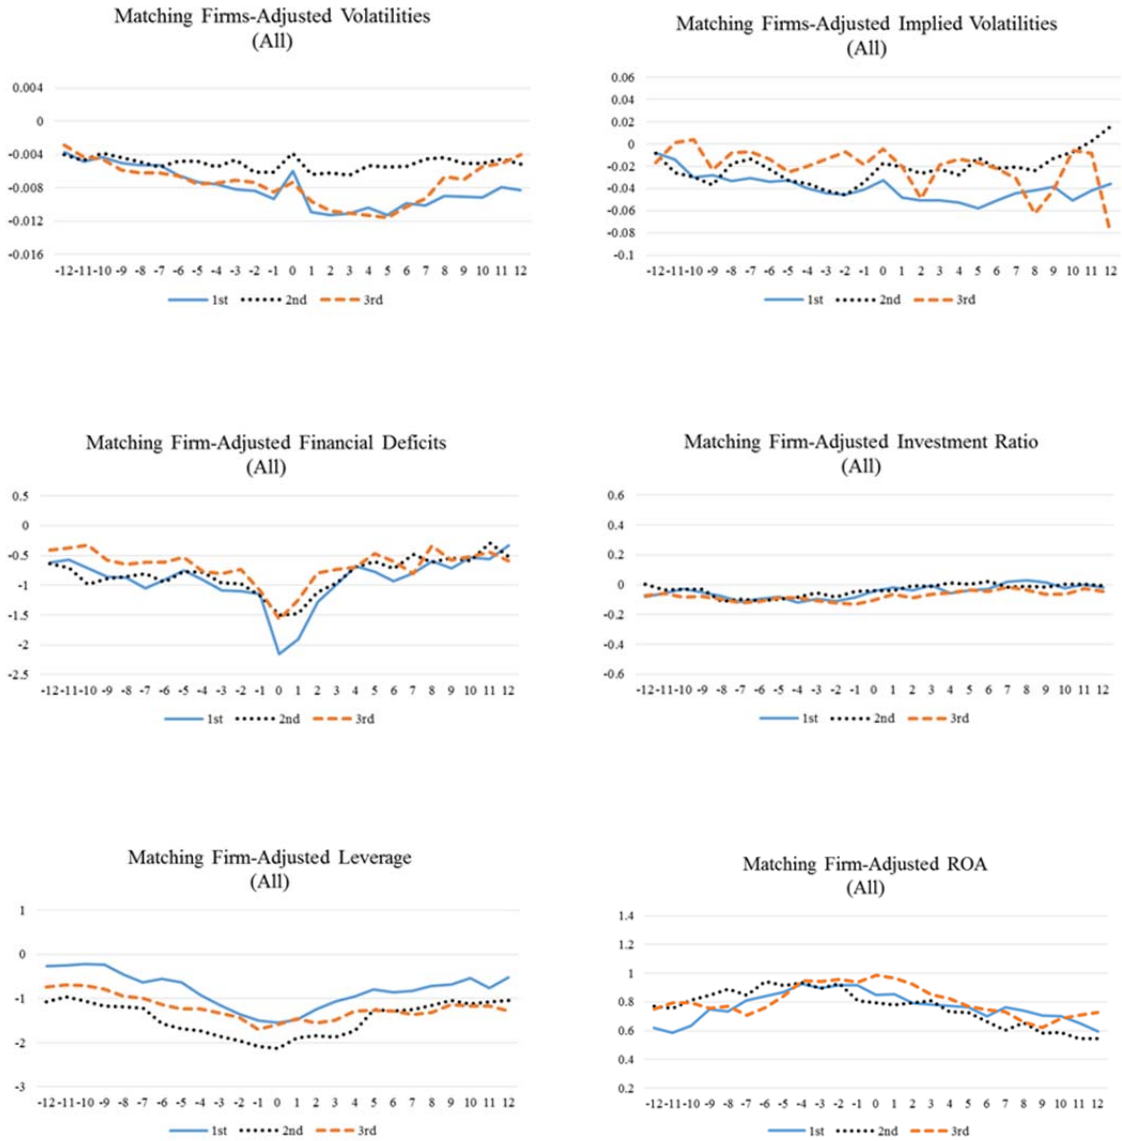 Matching Firms-Adjusted Volatilities
(All)
0.004
0
-0.004
-0.008
-0.012
-0.016
-12 -11 -10 -9 -8 -7 -6 -5 -4 -3 -2 -1 0 1 2 3 4 5 6 7 8 9 10 11 12
1st 2nd 3rd
Matching Firms-Adjusted Implied Volatilities
(All)
0.06
0.04
0.02
0
-0.02
-0.04
-0.06
-0.08
-0.1
-12 -11 -10 -9 -8 -7 -6 -5 -4 -3 -2 -1 0 1 2 3 4 5 6 7 8 9 10 11 12
1st 2nd 3rd
Matching Firm-Adjusted Financial Deficits
(All)
0.5
0
-0.5
-1
-1.5
-2
-2.5
-12 -11 -10 -9 -8 -7 -6 -5 -4 -3 -2 -1 0 1 2 3 4 5 6 7 8 9 10 11 12
1st 2nd 3rd
Matching Firm-Adjusted Investment Ratio
(All)
0.6
0.4
0.2
0
-0.2
-0.4
-0.6
-12 -11 -10 -9 -8 -7 -6 -5 -4 -3 -2 -1 0 1 2 3 4 5 6 7 8 9 10 11 12
1st 2nd 3rd
Matching Firm-Adjusted Leverage
(All)
1
0
-1
-2
-3
-12 -11 -10 -9 -8 -7 -6 -5 -4 -3 -2 -1 0 1 2 3 4 5 6 7 8 9 10 11 12
1st 2nd 3rd
Matching Firm-Adjusted ROA
(All)
1.4
1.2
1
0.8
0.6
0.4
0.2
-12 -11 -10 -9 -8 -7 -6 -5 -4 -3 -2 -1 0 1 2 3 4 5 6 7 8 9 10 11 12
1st 2nd 3rd